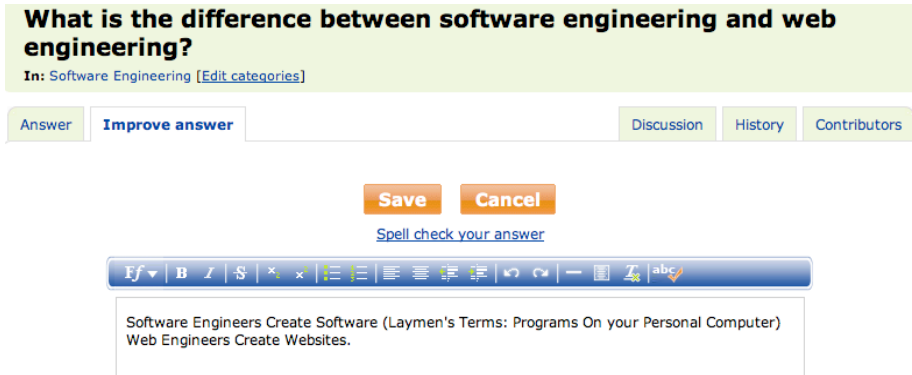 What is the difference between software engineering and web
engineering?
In: Software Engineering [Edit categories]
Answer Improve answer Discussion History Contributors
Save Cancel
Spell check your answer
Ff B I S x₂ x² abc
Software Engineers Create Software (Laymen's Terms: Programs On your Personal Computer)
Web Engineers Create Websites.